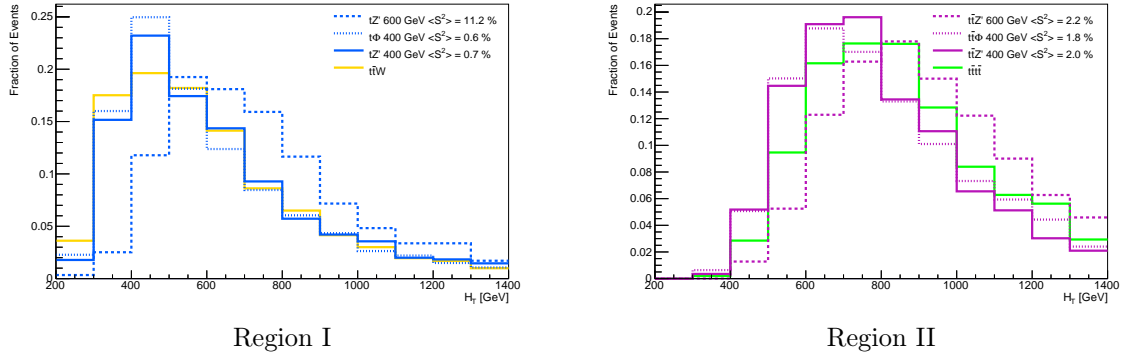 Fraction of Events
0.25
0.2
0.15
0.1
0.05
0
200 400 600 800 1000 1200 1400
H_T [GeV]
tZ' 600 GeV <S²> = 11.2 %
tΦ 400 GeV <S²> = 0.6 %
tZ' 400 GeV <S²> = 0.7 %
tt̄W
Region I
Fraction of Events
0.2
0.18
0.16
0.14
0.12
0.1
0.08
0.06
0.04
0.02
0
200 400 600 800 1000 1200 1400
H_T [GeV]
tt̄Z' 600 GeV <S²> = 2.2 %
tt̄Φ 400 GeV <S²> = 1.8 %
tt̄Z' 400 GeV <S²> = 2.0 %
tt̄tt̄
Region II